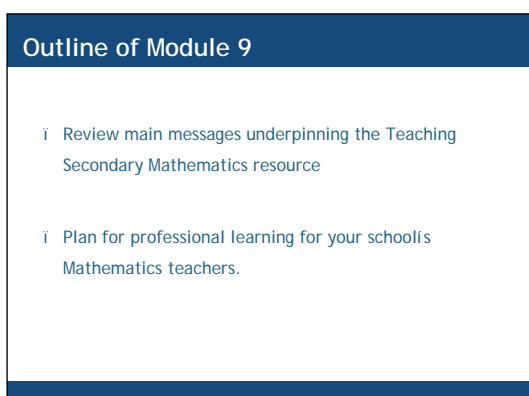 Outline of Module 9
ï Review main messages underpinning the Teaching
Secondary Mathematics resource
ï Plan for professional learning for your schoolís
Mathematics teachers.